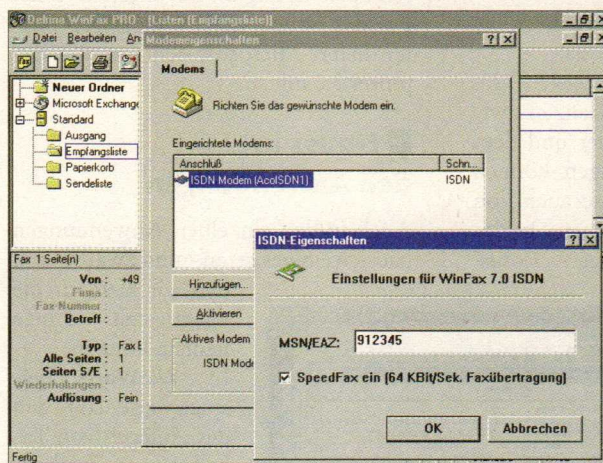 Delrina WinFax PRO - [Listen (Empfangsliste)]
Datei Bearbeiten An
Neuer Ordner
Microsoft Exchange
Standard
Ausgang
Empfangsliste
Papierkorb
Sendeliste
Fax 1 Seite(n)
Von : +49
Firma :
Fax-Nummer :
Betreff :
Typ : Fax E
Alle Seiten : 1
Seiten S/E : 1
Wiederholungen :
Auflösung : Fein
Fertig
Modemeigenschaften
Modems
Richten Sie das gewünschte Modem ein.
Eingerichtete Modems:
Anschluß Schn...
ISDN Modem (AcoISDN1) ISDN
Hinzufügen...
Aktivieren
Aktives Modem
ISDN Mode
ISDN-Eigenschaften
Einstellungen für WinFax 7.0 ISDN
MSN/EAZ: 912345
SpeedFax ein (64 KBit/Sek. Faxübertragung)
OK Abbrechen